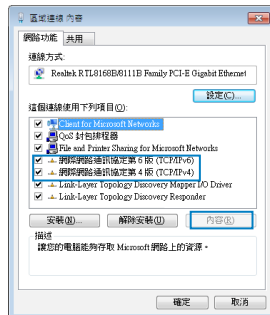 區域連線 內容
網路功能 共用
連線方式:
Realtek RTL8168B/8111B Family PCI-E Gigabit Ethernet
設定(C)...
這個連線使用下列項目(O):
Client for Microsoft Networks
QoS 封包排程器
File and Printer Sharing for Microsoft Networks
網際網路通訊協定第 6 版 (TCP/IPv6)
網際網路通訊協定第 4 版 (TCP/IPv4)
Link-Layer Topology Discovery Mapper I/O Driver
Link-Layer Topology Discovery Responder
安裝(N)... 解除安裝(U) 內容(R)
描述
讓您的電腦能夠存取 Microsoft 網路上的資源。
確定 取消